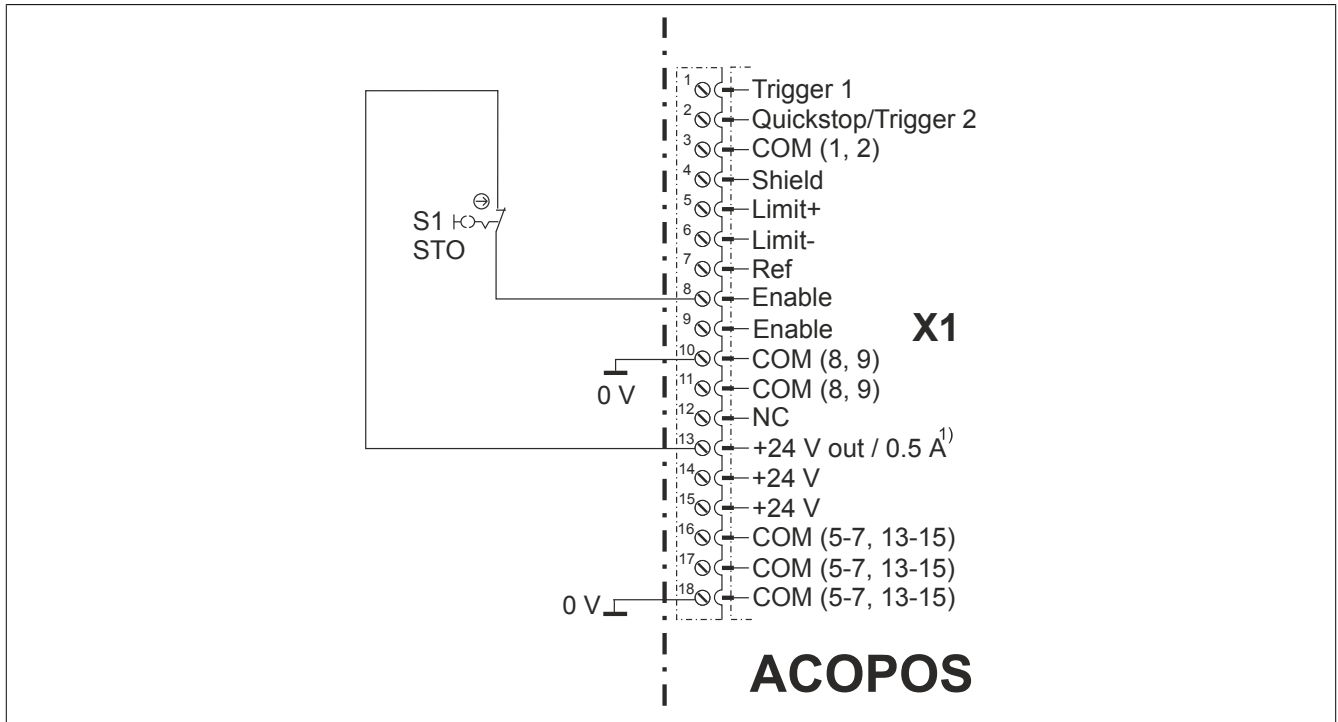 1 Trigger 1
2 Quickstop/Trigger 2
3 COM (1, 2)
4 Shield
5 Limit+
6 Limit-
7 Ref
8 Enable
9 Enable
10 COM (8, 9)
11 COM (8, 9)
12 NC
13 +24 V out / 0.5 A 1)
14 +24 V
15 +24 V
16 COM (5-7, 13-15)
17 COM (5-7, 13-15)
18 COM (5-7, 13-15)
S1
STO
0 V
0 V
X1
ACOPOS